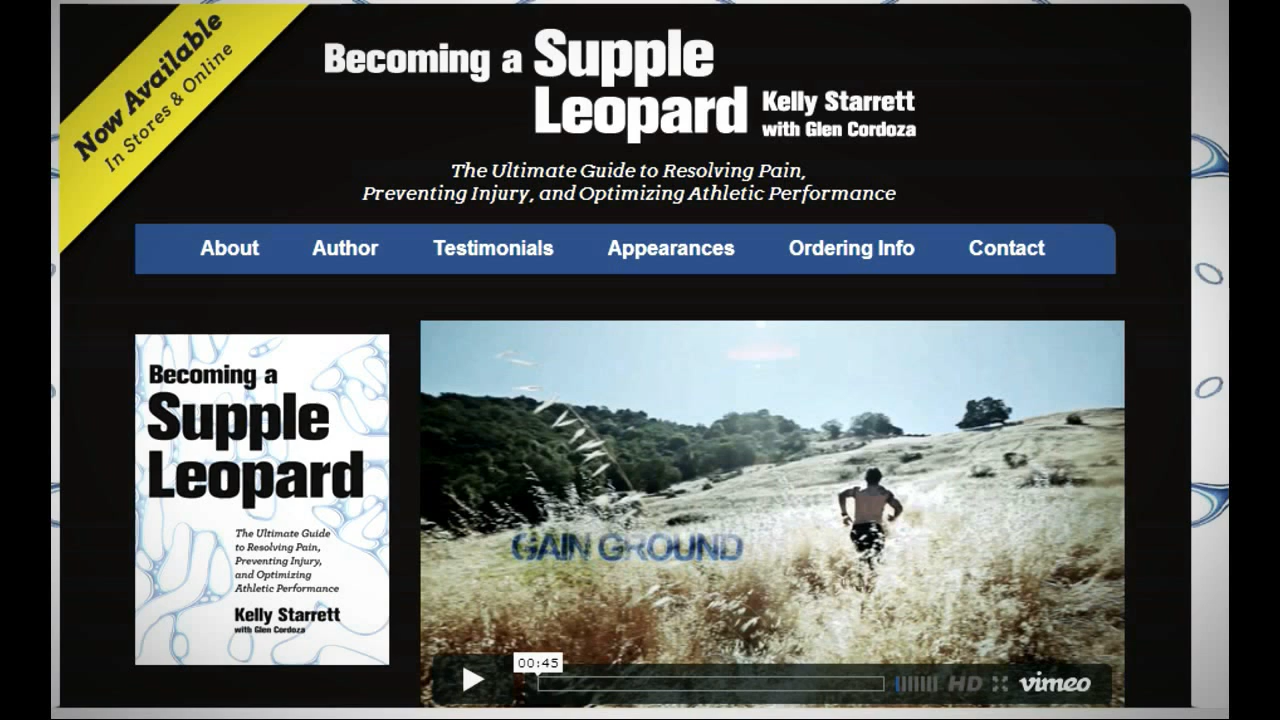 Now Available
In Stores & Online
Becoming a Supple
Leopard
Kelly Starrett
with Glen Cordoza
The Ultimate Guide to Resolving Pain,
Preventing Injury, and Optimizing Athletic Performance
About Author Testimonials Appearances Ordering Info Contact
Becoming a
Supple
Leopard
The Ultimate Guide
to Resolving Pain,
Preventing Injury,
and Optimizing
Athletic Performance
Kelly Starrett
with Glen Cordoza
GAIN GROUND
00:45
HD
vimeo